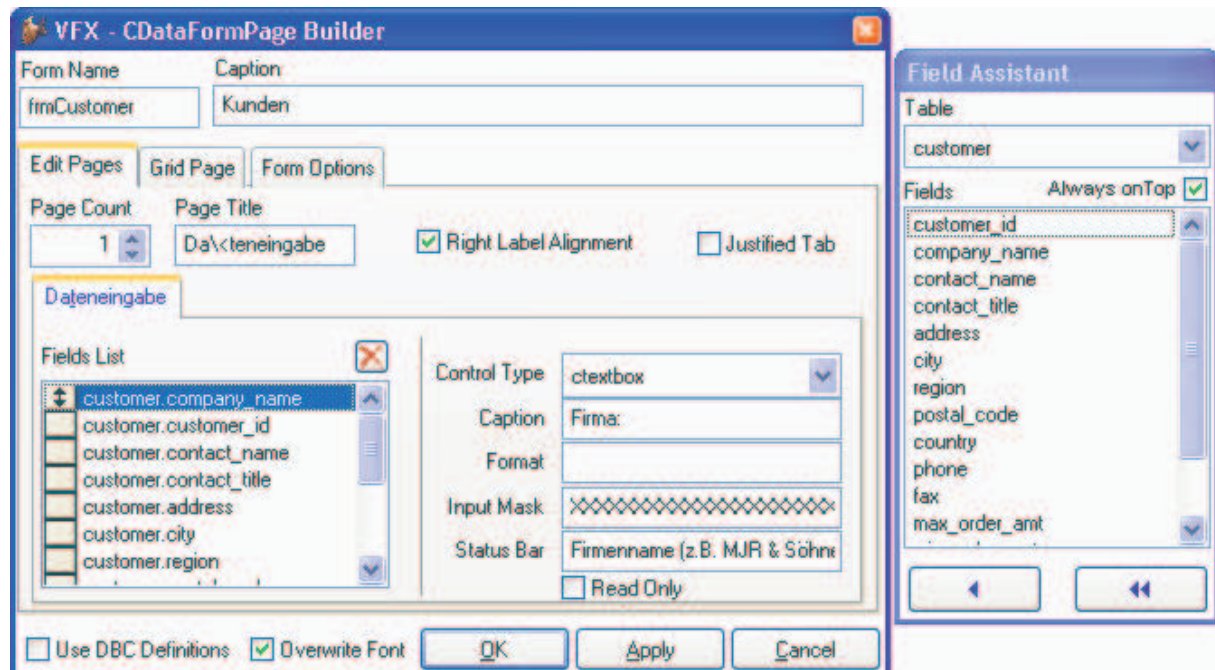 VFX - CDataFormPage Builder
Form Name Caption
frmCustomer Kunden
Edit Pages Grid Page Form Options
Page Count Page Title
1 Da\<teneingabe Right Label Alignment Justified Tab
Dateneingabe
Fields List
customer.company_name
customer.customer_id
customer.contact_name
customer.contact_title
customer.address
customer.city
customer.region
Control Type ctextbox
Caption Firma:
Format
Input Mask XXXXXXXXXXXXXXXXXXXX
Status Bar Firmenname (z.B. MJR & Söhne
Read Only
Use DBC Definitions Overwrite Font OK Apply Cancel
Field Assistant
Table
customer
Fields Always onTop
customer_id
company_name
contact_name
contact_title
address
city
region
postal_code
country
phone
fax
max_order_amt